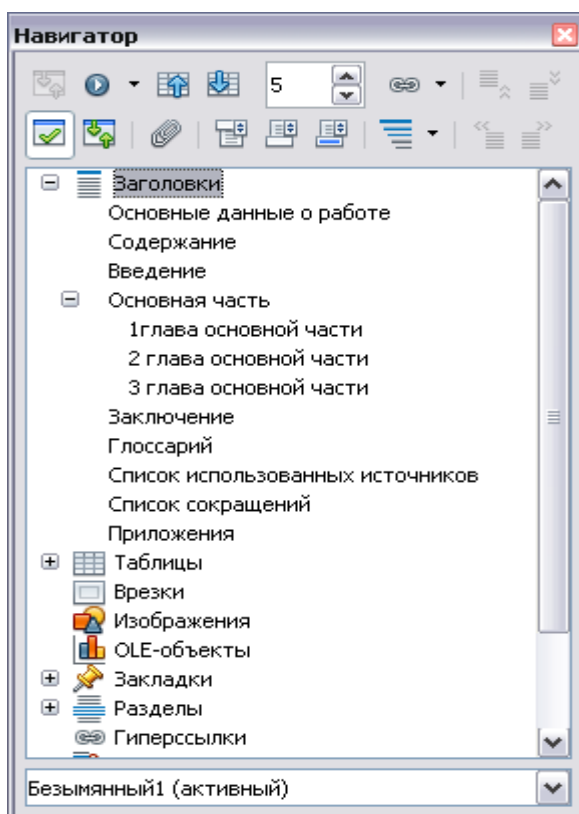 Навигатор
5
Заголовки
Основные данные о работе
Содержание
Введение
Основная часть
1глава основной части
2 глава основной части
3 глава основной части
Заключение
Глоссарий
Список использованных источников
Список сокращений
Приложения
Таблицы
Врезки
Изображения
OLE-объекты
Закладки
Разделы
Гиперссылки
Безымянный1 (активный)